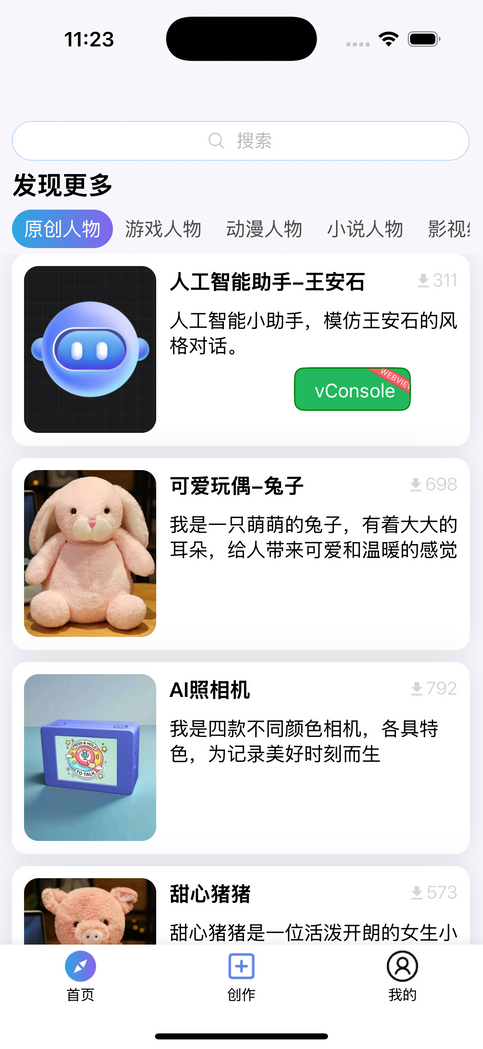 11:23
搜索
发现更多
原创人物 游戏人物 动漫人物 小说人物
人工智能助手-王安石 311
人工智能小助手，模仿王安石的风
格对话。
vConsole
可爱玩偶-兔子 698
我是一只萌萌的兔子，有着大大的
耳朵，给人带来可爱和温暖的感觉
AI照相机 792
我是四款不同颜色相机，各具特
色，为记录美好时刻而生
TO TALK
甜心猪猪 573
甜心猪猪是一位活泼开朗的女生小
首页 创作 我的